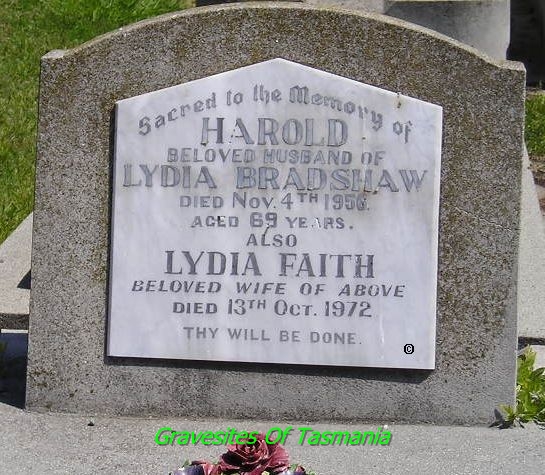 Sacred to the Memory of
HAROLD
BELOVED HUSBAND OF
LYDIA BRADSHAW
DIED NOV. 4TH 1956.
AGED 69 YEARS.
ALSO
LYDIA FAITH
BELOVED WIFE OF ABOVE
DIED 13TH OCT. 1972
THY WILL BE DONE.
©
Gravesites Of Tasmania